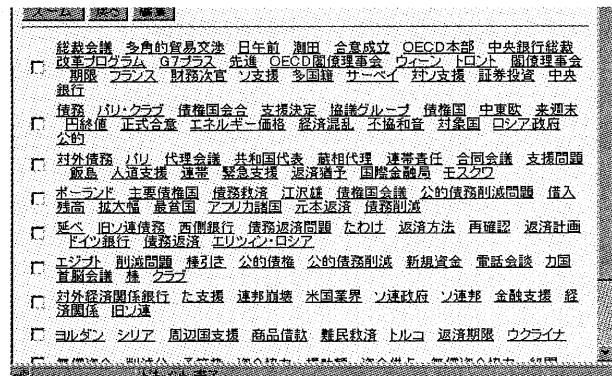 ズーム 戻る 編集
総裁会議 多角的貿易交渉 日午前 澗田 合意成立 OECD本部 中央銀行総裁
改革プログラム G7プラス 先進 OECD閣僚理事会 ウィーン トロント 閣僚理事会
期限 フランス 財務次官 ソ支援 多国籍 サーベイ 対ソ支援 証券投資 中央
銀行
債務 パリ・クラブ 債権国会合 支援決定 協議グループ 債権国 中東欧 来週末
円終値 正式合意 エネルギー価格 経済混乱 不協和音 対象国 ロシア政府
公的
対外債務 パリ 代理会議 共和国代表 蔵相代理 連帯責任 合同会議 支援問題
飯島 人道支援 連帯 緊急支援 返済猶予 国際金融局 モスクワ
ポーランド 主要債権国 債務救済 江沢雄 債権国会議 公的債務削減問題 借入
残高 拡大幅 最貧国 アフリカ諸国 元本返済 債務削減
延べ 旧ソ連債務 西側銀行 債務返済問題 たわけ 返済方法 再確認 返済計画
ドイツ銀行 債務返済 エリツィン・ロシア
エジプト 削減問題 棒引き 公的債権 公的債務削減 新規資金 電話会談 力国
首脳会議 棒 クラブ
対外経済関係銀行 た支援 連邦崩壊 米国業界 ソ連政府 ソ連邦 金融支援 経
済関係 旧ソ連
ヨルダン シリア 周辺国支援 商品借款 難民救済 トルコ 返済期限 ウクライナ